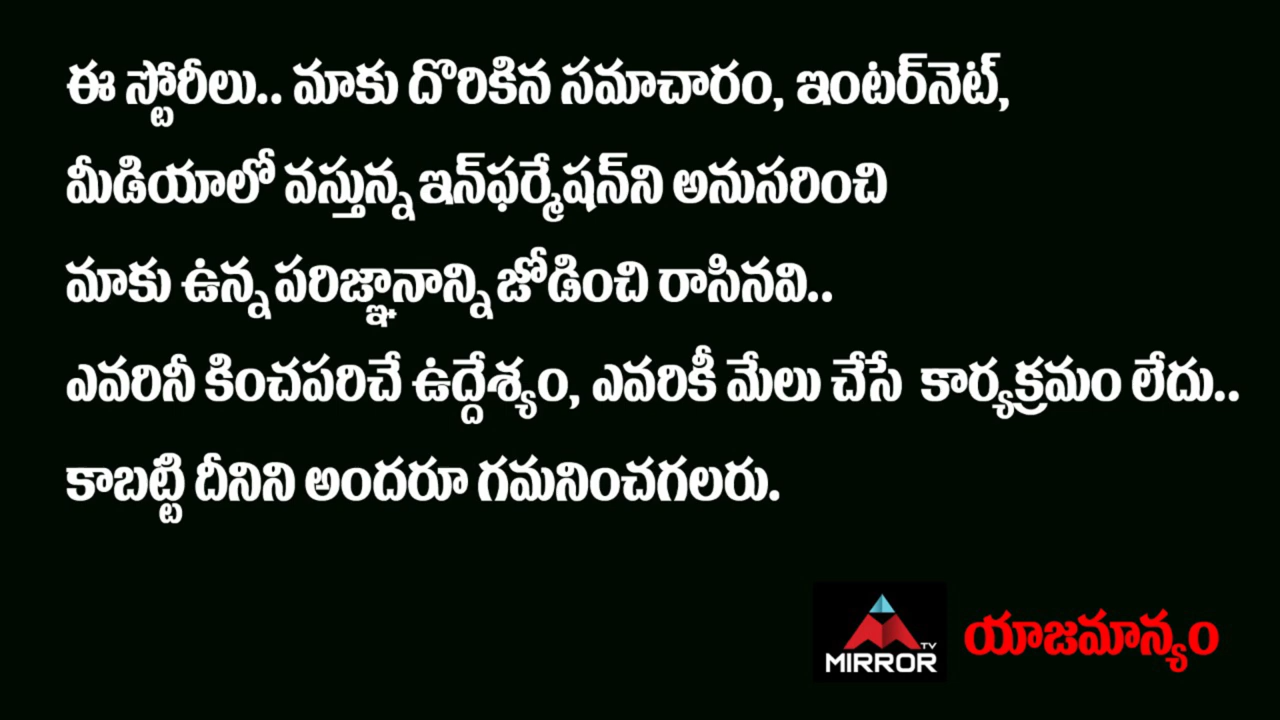 ఈ స్టోరీలు.. మాకు దొరికిన సమాచారం, ఇంటర్‌నెట్,
మీడియాలో వస్తున్న ఇన్‌ఫర్మేషన్‌ని అనుసరించి
మాకు ఉన్న పరిజ్ఞానాన్ని జోడించి రాసినవి..
ఎవరినీ కించపరిచే ఉద్దేశ్యం, ఎవరికీ మేలు చేసే కార్యక్రమం లేదు..
కాబట్టి దీనిని అందరూ గమనించగలరు.
TV
MIRROR
యాజమాన్యం